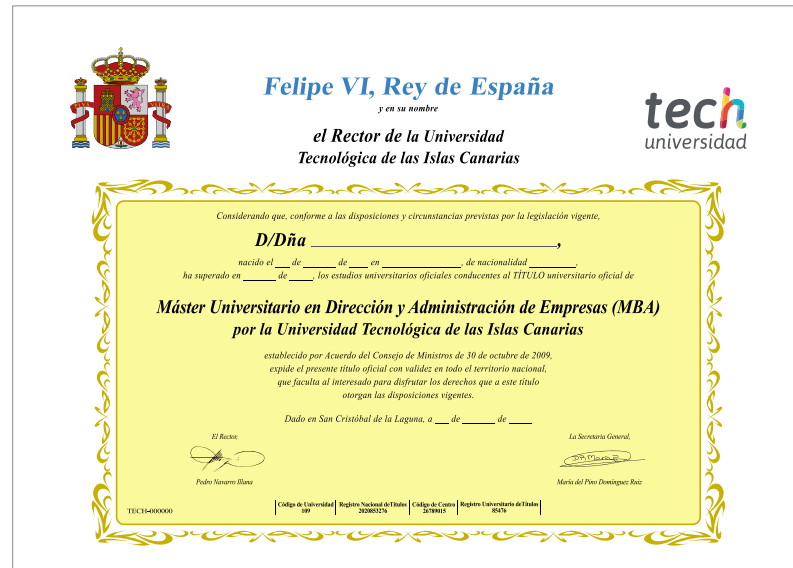 Felipe VI, Rey de España
y en su nombre
el Rector de la Universidad
Tecnológica de las Islas Canarias
tech
universidad
Considerando que, conforme a las disposiciones y circunstancias previstas por la legislación vigente,
D/Dña ,
nacido el de de en , de nacionalidad ,
ha superado en de , los estudios universitarios oficiales conducentes al TÍTULO universitario oficial de
Máster Universitario en Dirección y Administración de Empresas (MBA)
por la Universidad Tecnológica de las Islas Canarias
establecido por Acuerdo del Consejo de Ministros de 30 de octubre de 2009,
expide el presente título oficial con validez en todo el territorio nacional,
que faculta al interesado para disfrutar los derechos que a este título
otorgan las disposiciones vigentes.
Dado en San Cristóbal de la Laguna, a de de
El Rector,
Pedro Navarro Illana
La Secretaria General,
María del Pino Domínguez Ruiz
TECH-000000
Código de Universidad
109
Registro Nacional deTítulos
2020853276
Código de Centro
26789015
Registro Universitario deTítulos
85476